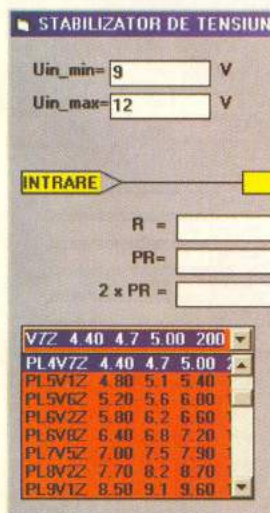 STABILIZATOR DE TENSIUN
Uin_min= 9 V
Uin_max= 12 V
INTRARE
R =
PR=
2 x PR =
V7Z 4.40 4.7 5.00 200
PL4V7Z 4.40 4.7 5.00 2
PL5V1Z 4.80 5.1 5.40
PL5V6Z 5.20 5.6 6.00
PL6V2Z 5.80 6.2 6.60
PL6V8Z 6.40 6.8 7.20
PL7V5Z 7.00 7.5 7.90
PL8V2Z 7.70 8.2 8.70
PL9V1Z 8.50 9.1 9.60